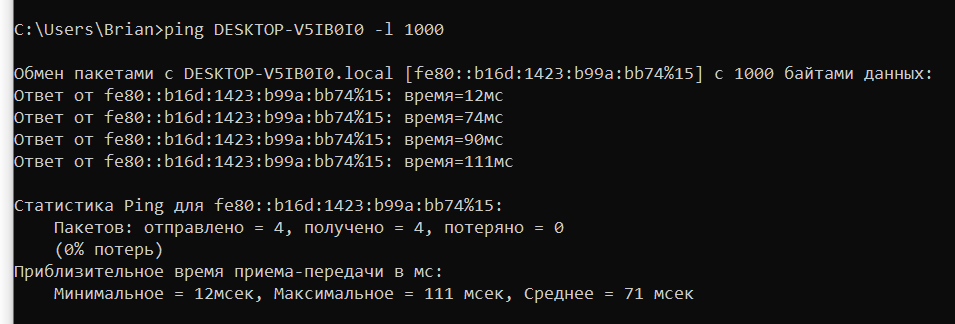 C:\Users\Brian>ping DESKTOP-V5IB0I0 -l 1000
Обмен пакетами с DESKTOP-V5IB0I0.local [fe80::b16d:1423:b99a:bb74%15] с 1000 байтами данных:
Ответ от fe80::b16d:1423:b99a:bb74%15: время=12мс
Ответ от fe80::b16d:1423:b99a:bb74%15: время=74мс
Ответ от fe80::b16d:1423:b99a:bb74%15: время=90мс
Ответ от fe80::b16d:1423:b99a:bb74%15: время=111мс
Статистика Ping для fe80::b16d:1423:b99a:bb74%15:
Пакетов: отправлено = 4, получено = 4, потеряно = 0
(0% потерь)
Приблизительное время приема-передачи в мс:
Минимальное = 12мсек, Максимальное = 111 мсек, Среднее = 71 мсек